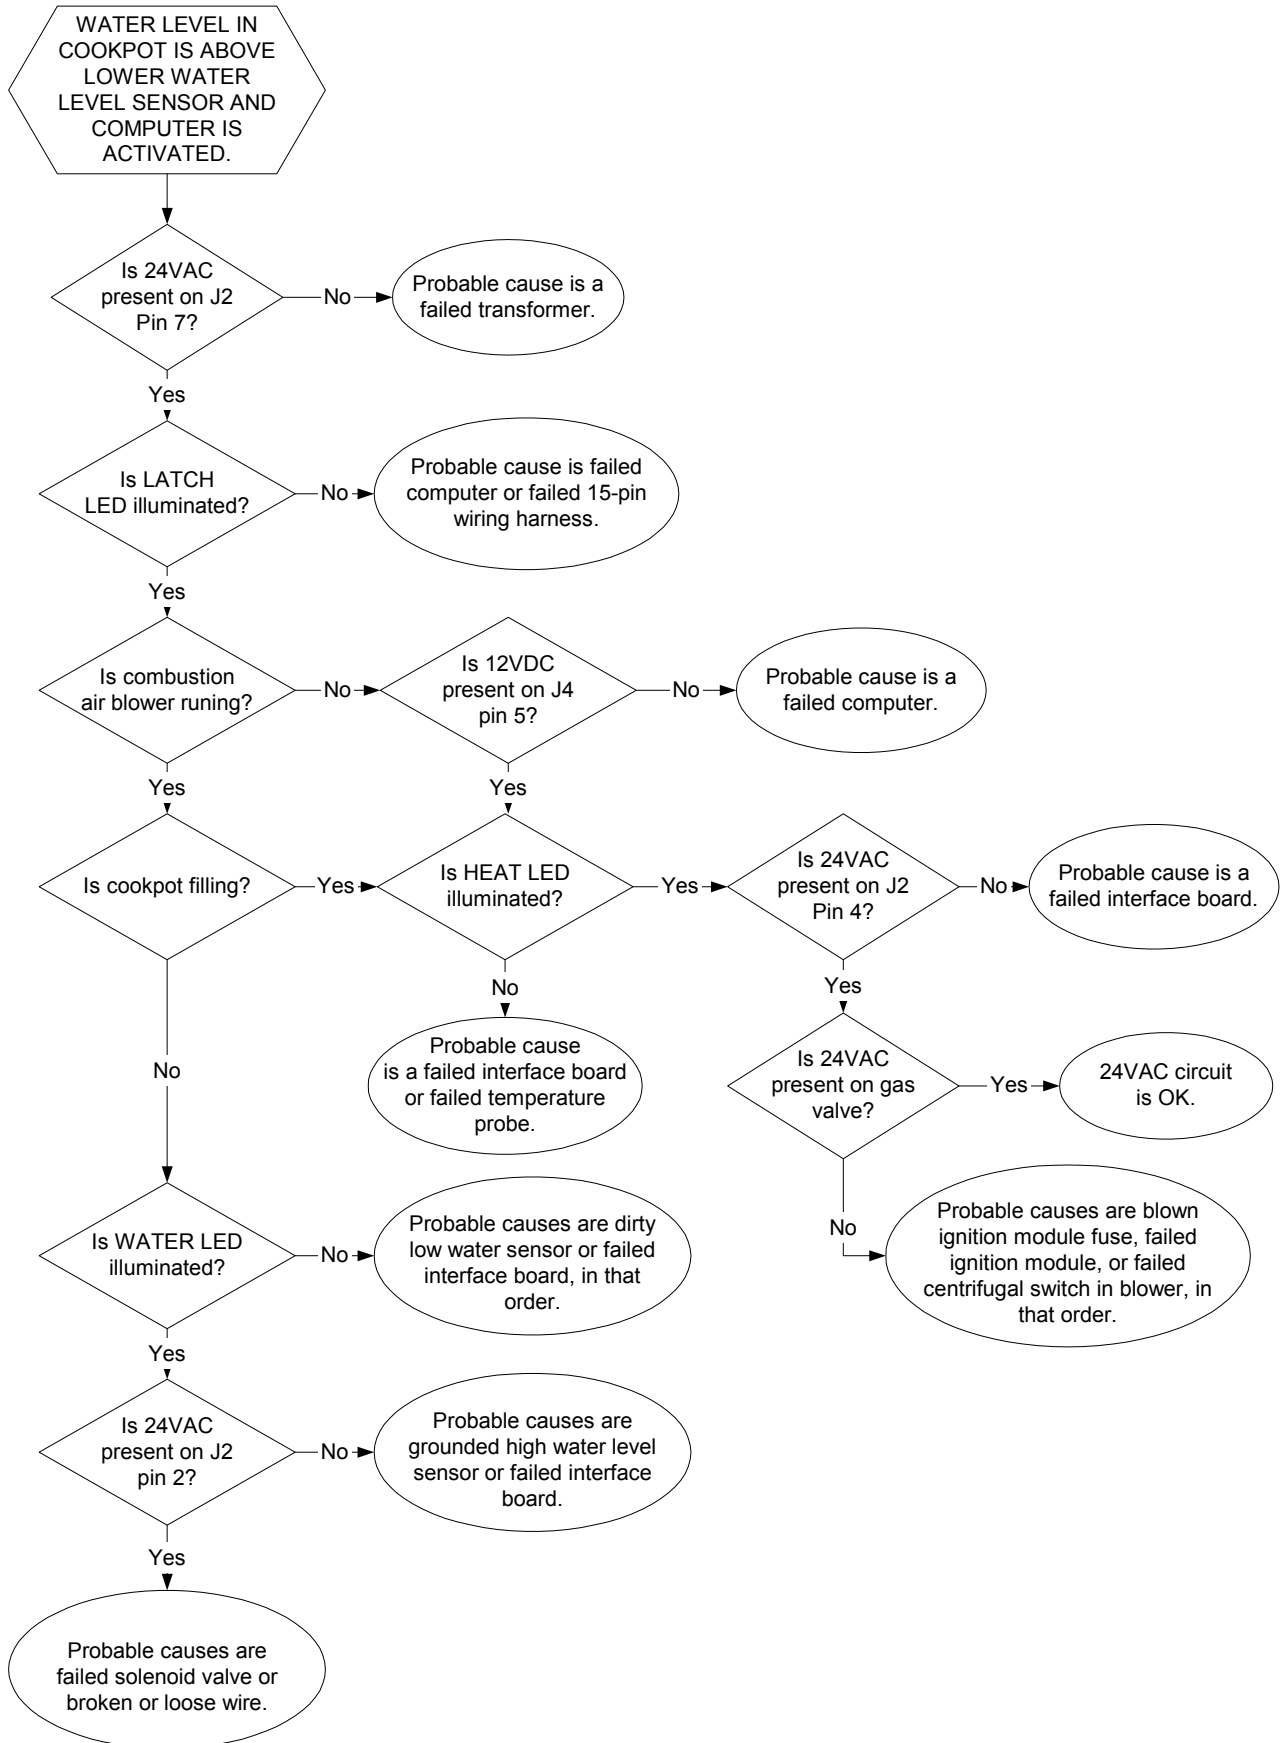 WATER LEVEL IN
COOKPOT IS ABOVE
LOWER WATER
LEVEL SENSOR AND
COMPUTER IS
ACTIVATED.
Is 24VAC
present on J2
Pin 7?
No
Probable cause is a
failed transformer.
Yes
Is LATCH
LED illuminated?
No
Probable cause is failed
computer or failed 15-pin
wiring harness.
Yes
Is combustion
air blower runing?
No
Is 12VDC
present on J4
pin 5?
No
Probable cause is a
failed computer.
Yes
Yes
Is cookpot filling?
Yes
Is HEAT LED
illuminated?
Yes
Is 24VAC
present on J2
Pin 4?
No
Probable cause is a
failed interface board.
No
Probable cause
is a failed interface board
or failed temperature
probe.
Yes
Is 24VAC
present on gas
valve?
Yes
24VAC circuit
is OK.
No
Probable causes are blown
ignition module fuse, failed
ignition module, or failed
centrifugal switch in blower, in
that order.
No
Is WATER LED
illuminated?
No
Probable causes are dirty
low water sensor or failed
interface board, in that
order.
Yes
Is 24VAC
present on J2
pin 2?
No
Probable causes are
grounded high water level
sensor or failed interface
board.
Yes
Probable causes are
failed solenoid valve or
broken or loose wire.